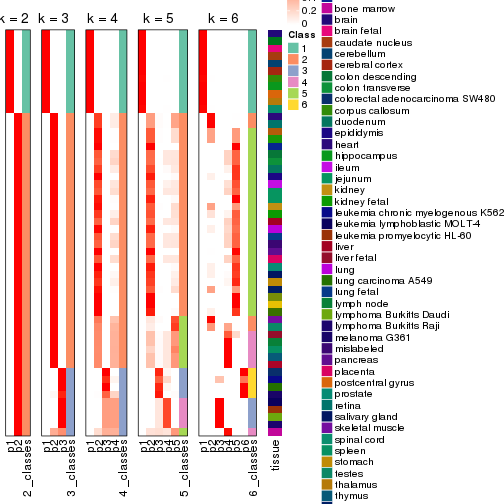 k = 2
k = 3
k = 4
k = 5
k = 6
0.2
0
Class
1
2
3
4
5
6
bone marrow
brain
brain fetal
caudate nucleus
cerebellum
cerebral cortex
colon descending
colon transverse
colorectal adenocarcinoma SW480
corpus callosum
duodenum
epididymis
heart
hippocampus
ileum
jejunum
kidney
kidney fetal
leukemia chronic myelogenous K562
leukemia lymphoblastic MOLT-4
leukemia promyelocytic HL-60
liver
liver fetal
lung
lung carcinoma A549
lung fetal
lymph node
lymphoma Burkitts Daudi
lymphoma Burkitts Raji
melanoma G361
mislabeled
pancreas
placenta
postcentral gyrus
prostate
retina
salivary gland
skeletal muscle
spinal cord
spleen
stomach
testes
thalamus
thymus
p1
p2
2_classes
p1
p2
p3
3_classes
p1
p2
p3
p4
4_classes
p1
p2
p3
p4
p5
5_classes
p1
p2
p3
p4
p5
p6
6_classes
tissue